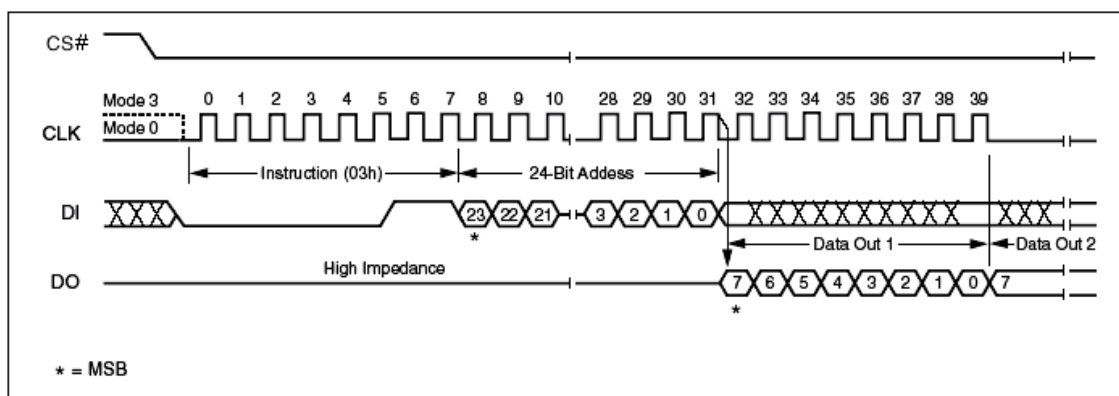 CS#
Mode 3 0 1 2 3 4 5 6 7 8 9 10 28 29 30 31 32 33 34 35 36 37 38 39
CLK Mode 0
Instruction (03h) 24-Bit Addess
DI 23 22 21 3 2 1 0
* Data Out 1 Data Out 2
High Impedance
DO 7 6 5 4 3 2 1 0 7
*
* = MSB